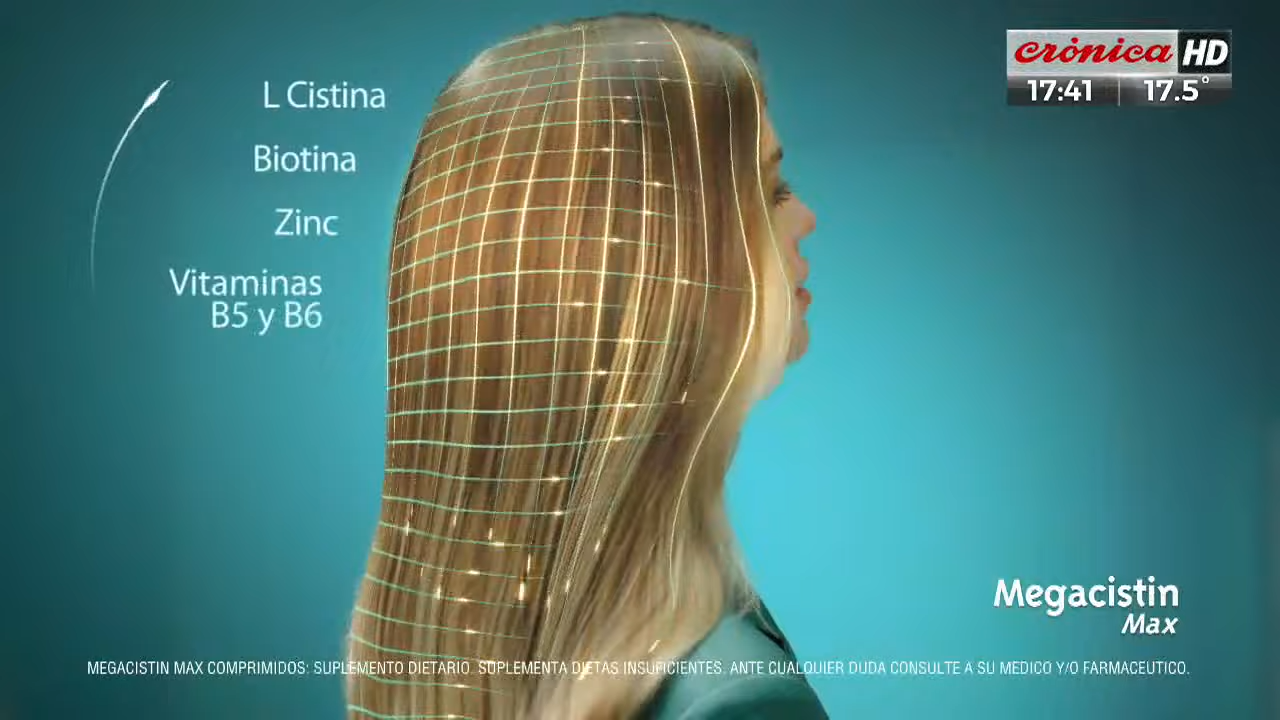 crónica HD
17:41 17.5°
L Cistina
Biotina
Zinc
Vitaminas
B5 y B6
Megacistin
Max
MEGACISTIN MAX COMPRIMIDOS: SUPLEMENTO DIETARIO. SUPLEMENTA DIETAS INSUFICIENTES. ANTE CUALQUIER DUDA CONSULTE A SU MEDICO Y/O FARMACEUTICO.